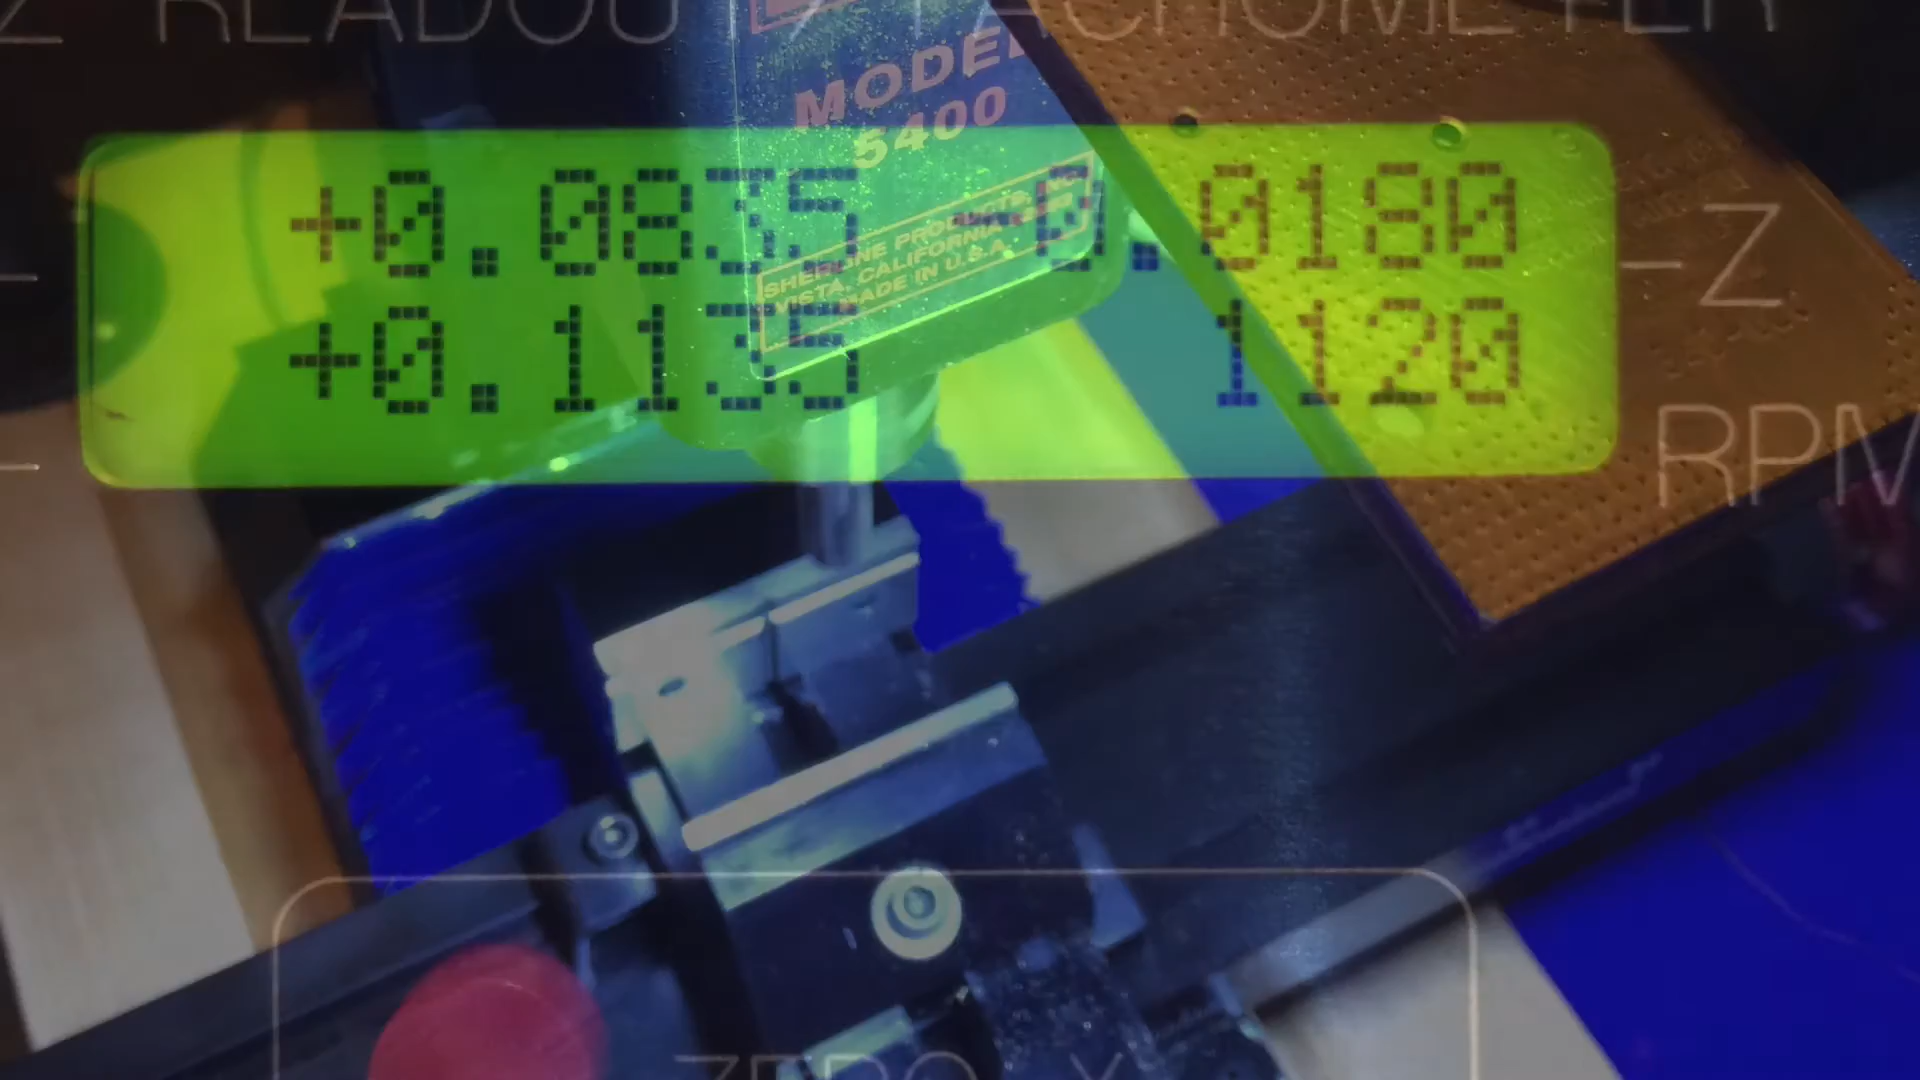 Z READOUT / TACHOMETER
MODEL
5400
+0.0835 0.0180 -Z
SHERLINE PRODUCTS, INC.
VISTA, CALIFORNIA
MADE IN U.S.A.
+0.1135 1120
RPM
ZERO X